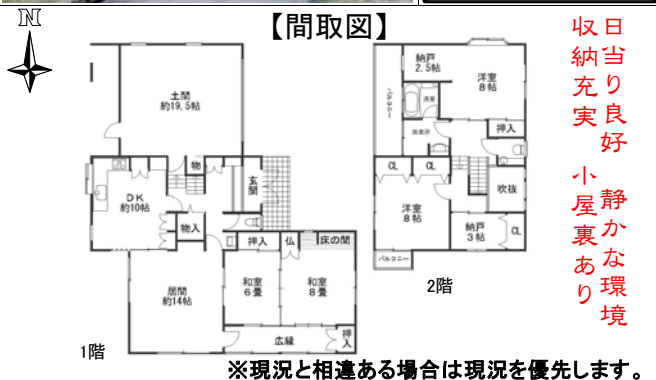 【間取図】
N
土間
約19.5帖
物
玄関
DK
約10帖
物入
押入
仏
床の間
居間
約14帖
和室
6畳
和室
8畳
広縁
押入
1階
納戸
2.5帖
洋室
8帖
バルコニー
浴室
洗面所
押入
CL
CL
吹抜
洋室
8帖
納戸
3帖
CL
バルコニー
2階
日当り良好 静かな環境
収納充実 小屋裏あり
※現況と相違ある場合は現況を優先します。